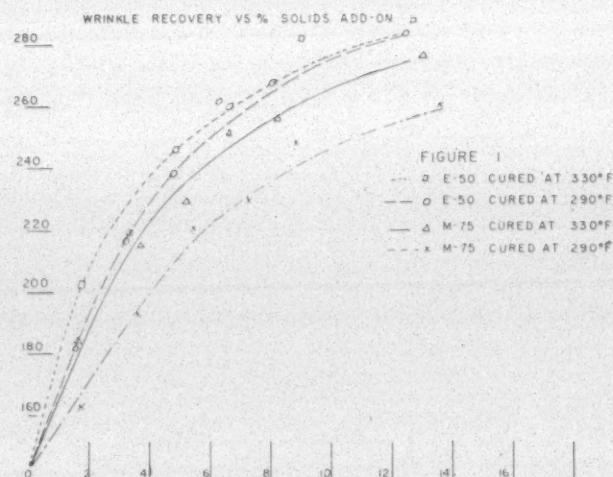 WRINKLE RECOVERY VS % SOLIDS ADD-ON
280
260
240
220
200
180
160
FIGURE 1
E-50 CURED AT 330°F
E-50 CURED AT 290°F
M-75 CURED AT 330°F
M-75 CURED AT 290°F
0 2 4 6 8 10 12 14 16 18